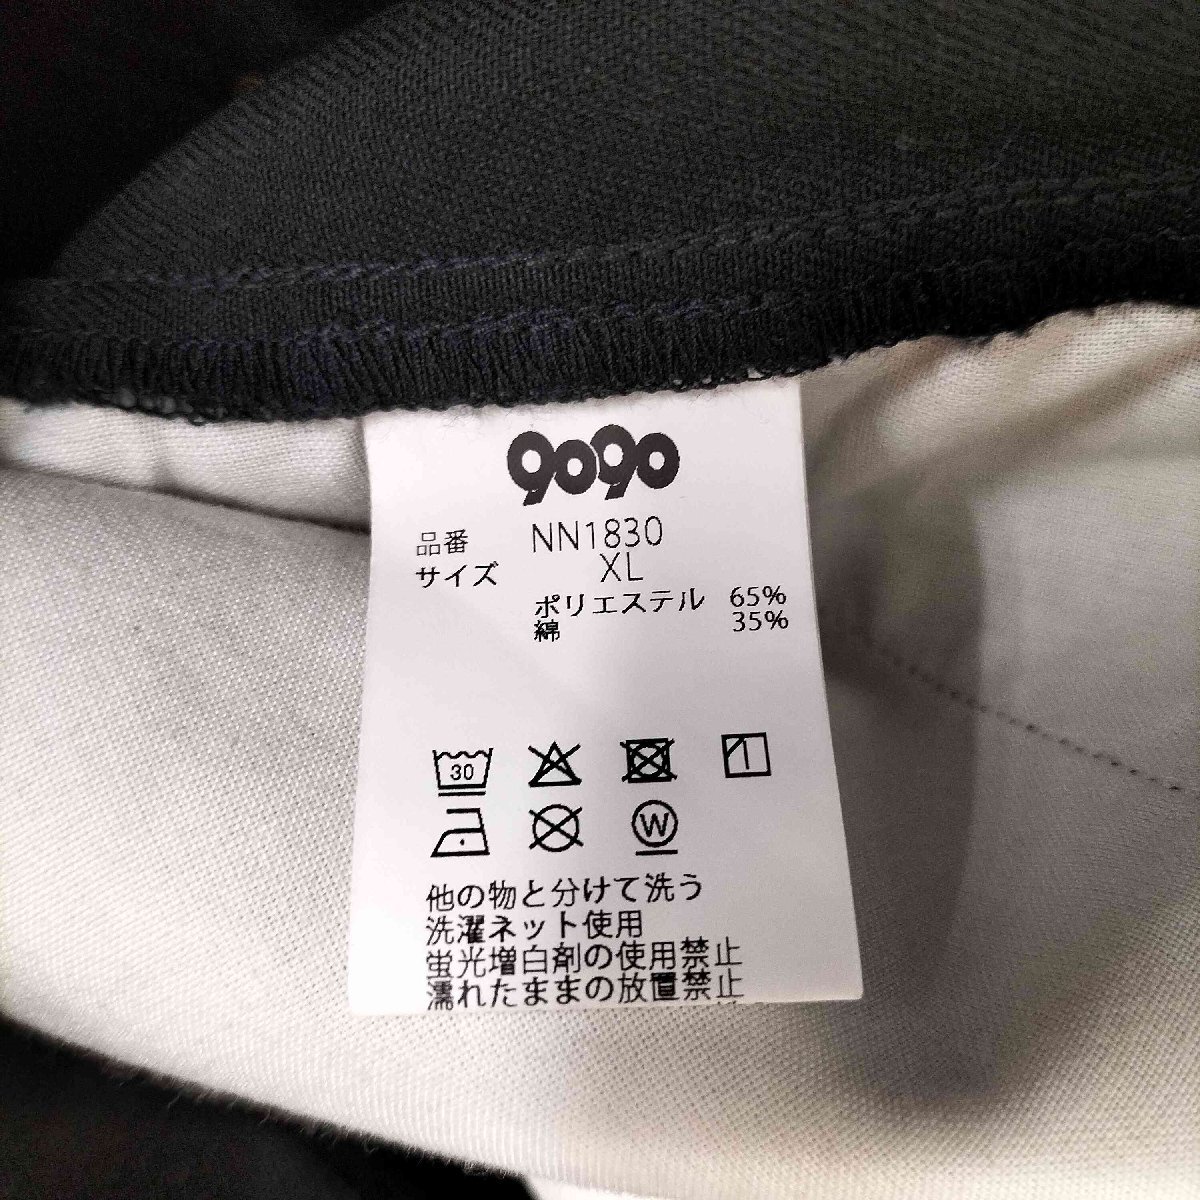 9090
品番 NN1830
サイズ XL
ポリエステル 65%
綿 35%
30
W
他の物と分けて洗う
洗濯ネット使用
蛍光増白剤の使用禁止
濡れたままの放置禁止